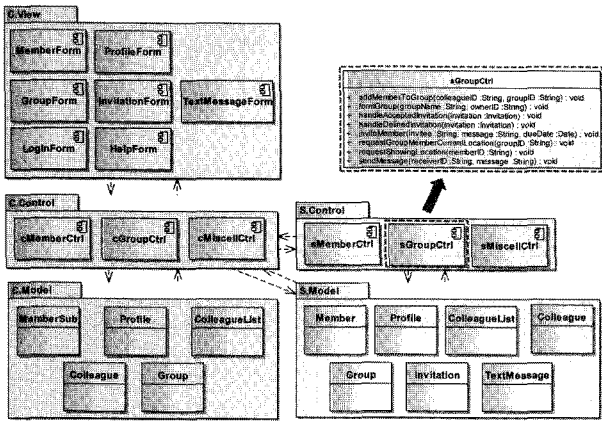 C.View
MemberForm
ProfileForm
GroupForm
InvitationForm
TextMessageForm
LogInForm
HelpForm
sGroupCtrl
addMemberToGroup(colleagueID :String, groupID :String) : void
formGroup(groupName :String, ownerID :String) : void
handleAcceptedInvitation(invitation :Invitation) : void
handleDefinedInvitation(invitation :Invitation) : void
inviteMember(invitee :String, message :String, dueDate :Date) : void
requestGroupMemberCurrentLocation(groupID :String) : void
requestShowingLocation(memberID :String) : void
sendMessage(receiverID :String, message :String) : void
C.Control
cMemberCtrl
cGroupCtrl
cMiscellCtrl
S.Control
sMemberCtrl
sGroupCtrl
sMiscellCtrl
C.Model
MemberSub
Profile
ColleagueList
Colleague
Group
S.Model
Member
Profile
ColleagueList
Colleague
Group
Invitation
TextMessage